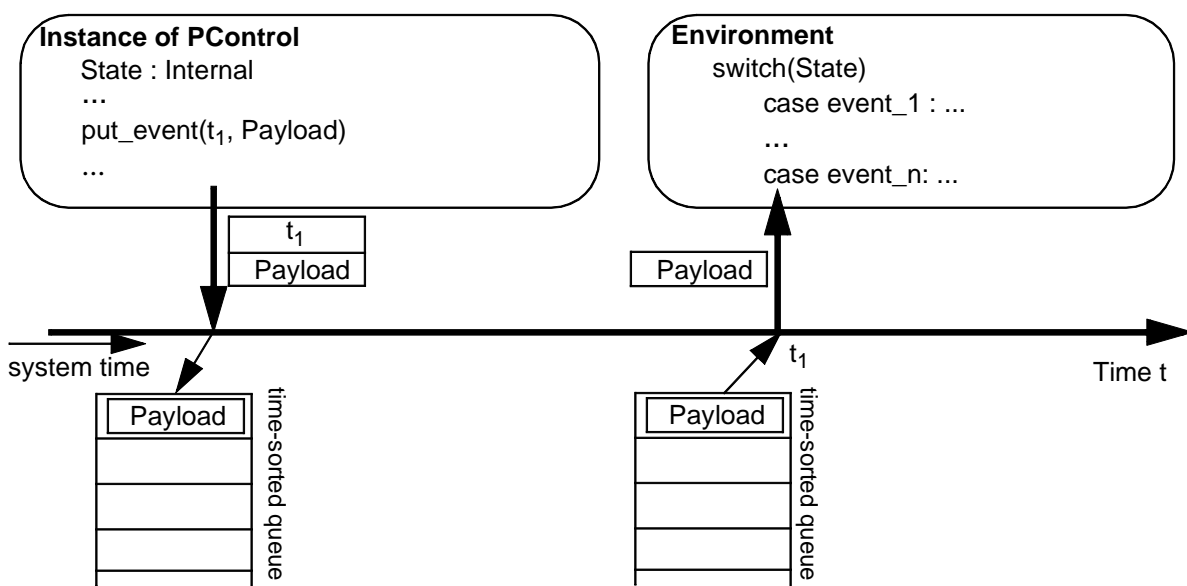 Instance of PControl
State : Internal
...
put_event(t₁, Payload)
...
Environment
switch(State)
case event_1 : ...
...
case event_n: ...
t₁
Payload
Payload
system time
t₁
Time t
Payload
time-sorted queue
Payload
time-sorted queue